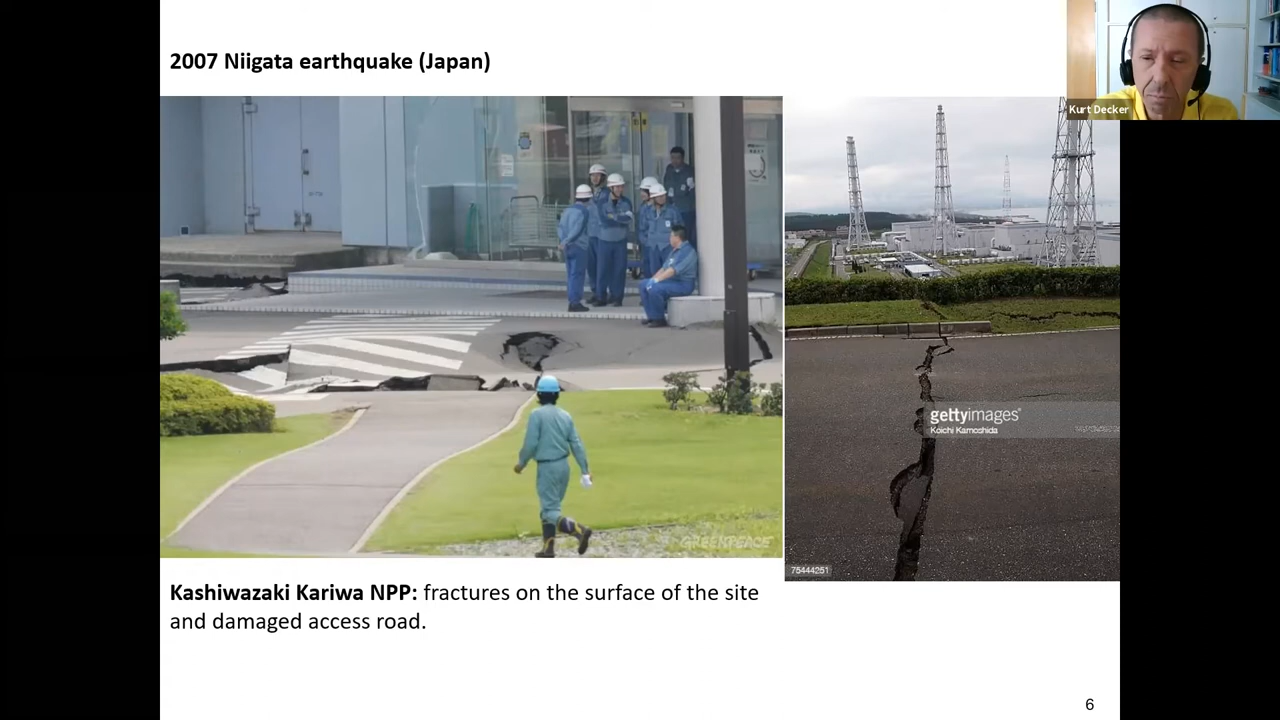 2007 Niigata earthquake (Japan)
Kurt Decker
gettyimages®
Koichi Kamoshida
GREENPEACE
75444251
Kashiwazaki Kariwa NPP: fractures on the surface of the site
and damaged access road.
6